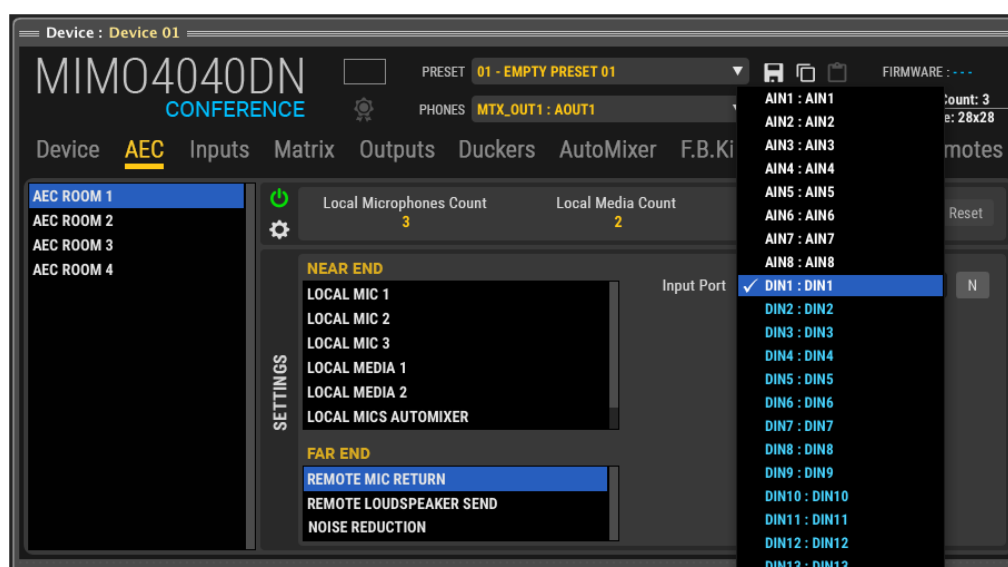 Device : Device 01
MIMO4040DN
CONFERENCE
PRESET 01 - EMPTY PRESET 01
FIRMWARE : - - -
PHONES MTX_OUT1 : AOUT1
Count: 3
28x28
Device AEC Inputs Matrix Outputs Duckers AutoMixer F.B.Ki
AEC ROOM 1
AEC ROOM 2
AEC ROOM 3
AEC ROOM 4
Local Microphones Count
3
Local Media Count
2
Reset
SETTINGS
NEAR END
LOCAL MIC 1
LOCAL MIC 2
LOCAL MIC 3
LOCAL MEDIA 1
LOCAL MEDIA 2
LOCAL MICS AUTOMIXER
FAR END
REMOTE MIC RETURN
REMOTE LOUDSPEAKER SEND
NOISE REDUCTION
Input Port
N
AIN1 : AIN1
AIN2 : AIN2
AIN3 : AIN3
AIN4 : AIN4
AIN5 : AIN5
AIN6 : AIN6
AIN7 : AIN7
AIN8 : AIN8
DIN1 : DIN1
DIN2 : DIN2
DIN3 : DIN3
DIN4 : DIN4
DIN5 : DIN5
DIN6 : DIN6
DIN7 : DIN7
DIN8 : DIN8
DIN9 : DIN9
DIN10 : DIN10
DIN11 : DIN11
DIN12 : DIN12
DIN13 : DIN13